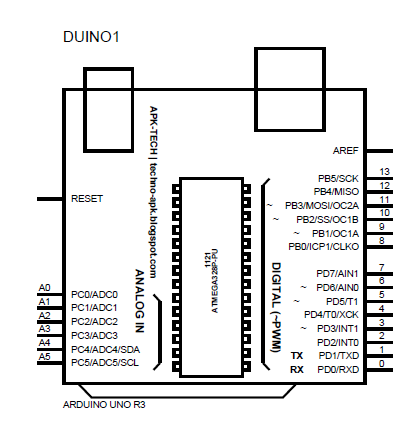 DUINO1
APK-TECH | techno-apk.blogspot.com
AREF
RESET
PB5/SCK 13
PB4/MISO 12
~ PB3/MOSI/OC2A 11
~ PB2/SS/OC1B 10
~ PB1/OC1A 9
PB0/ICP1/CLKO 8
1121
ATMEGA328P-PU
DIGITAL (~PWM)
ANALOG IN
PD7/AIN1 7
~ PD6/AIN0 6
~ PD5/T1 5
PD4/T0/XCK 4
~ PD3/INT1 3
PD2/INT0 2
TX PD1/TXD 1
RX PD0/RXD 0
A0 PC0/ADC0
A1 PC1/ADC1
A2 PC2/ADC2
A3 PC3/ADC3
A4 PC4/ADC4/SDA
A5 PC5/ADC5/SCL
ARDUINO UNO R3